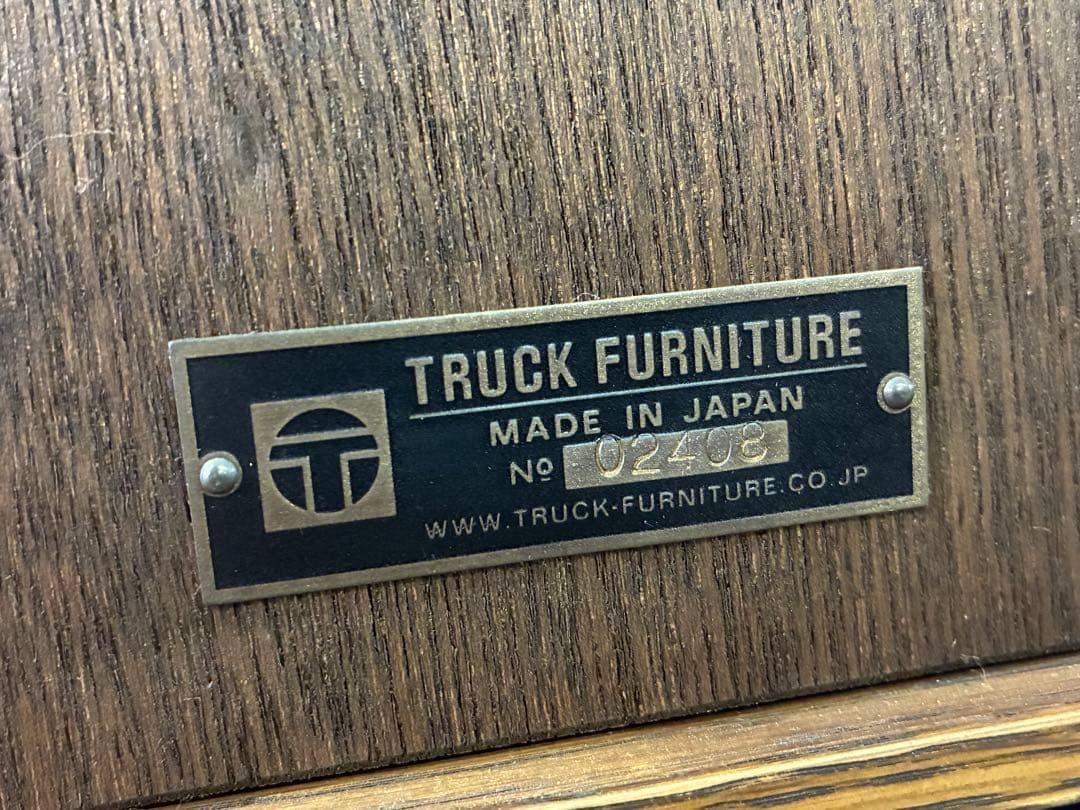 TRUCK FURNITURE
MADE IN JAPAN
Nº 02408
WWW.TRUCK-FURNITURE.CO.JP